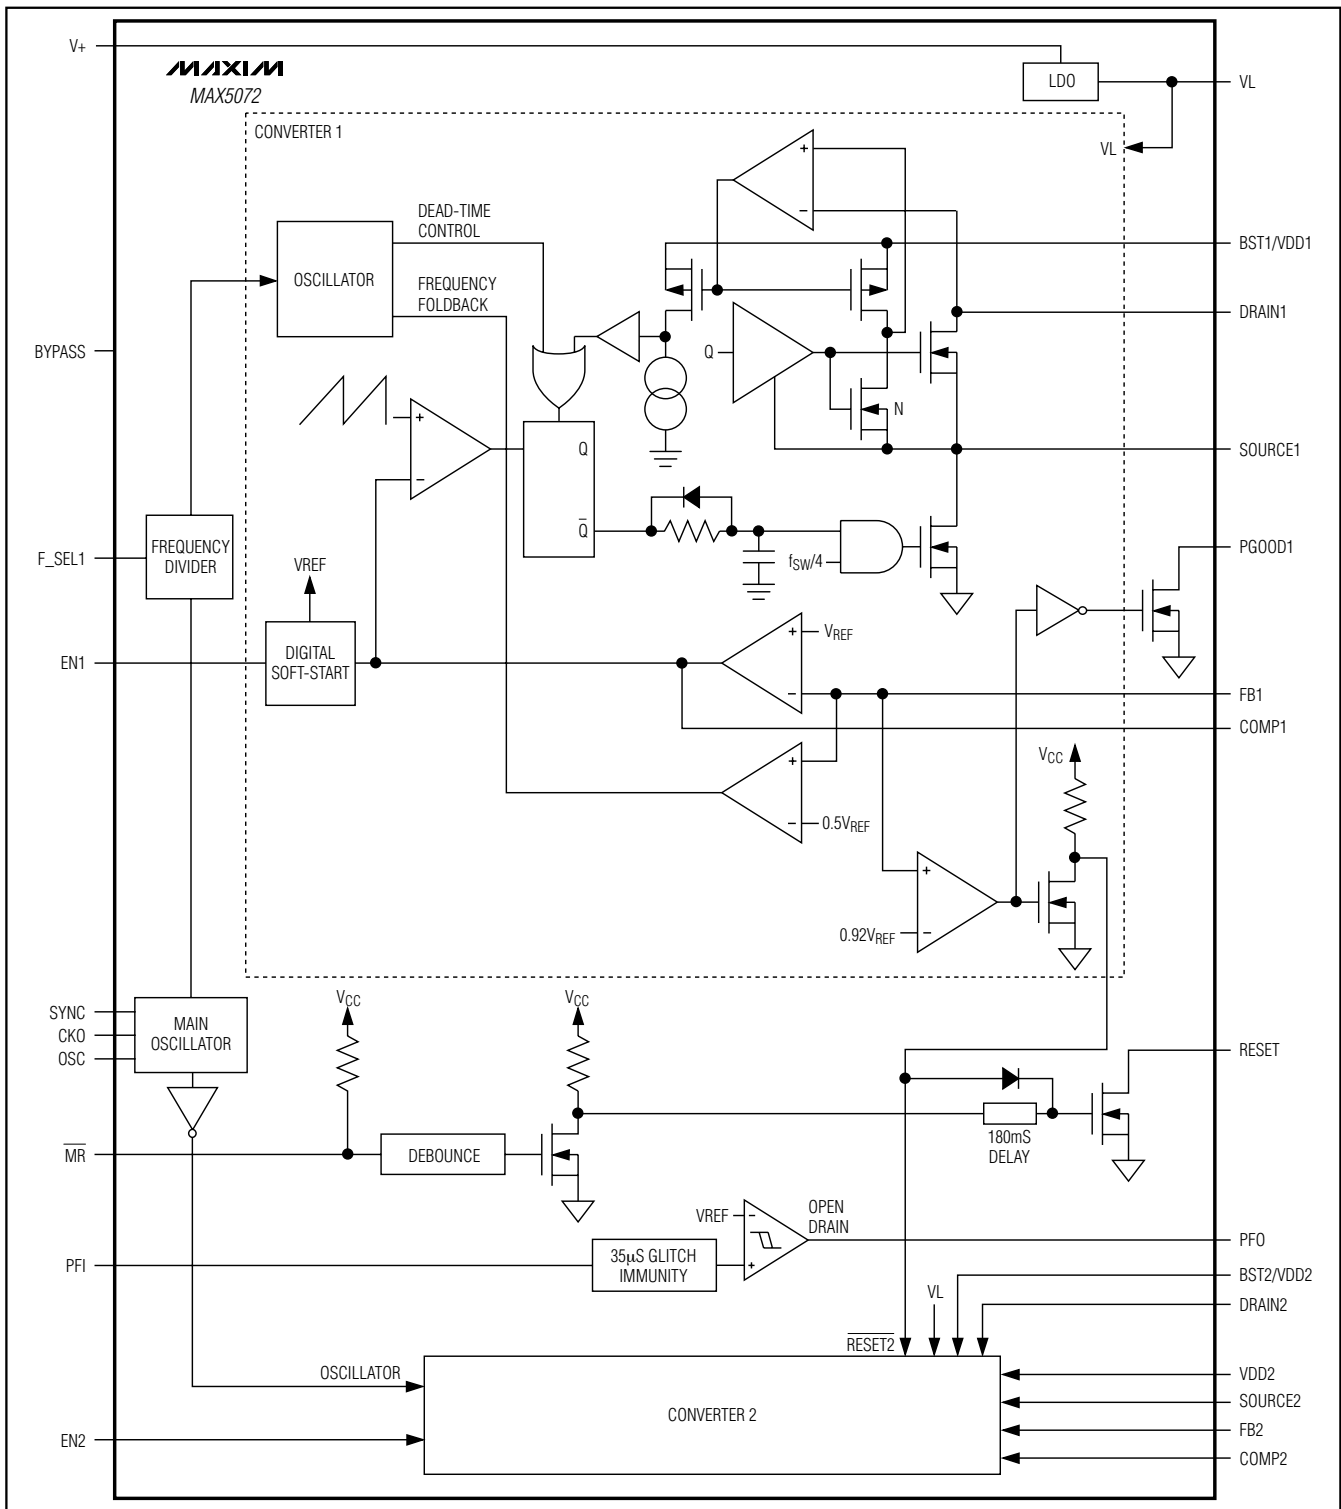 V+
MAXIM
MAX5072
LDO
VL
CONVERTER 1
VL
+
−
DEAD-TIME
CONTROL
BST1/VDD1
OSCILLATOR
FREQUENCY
FOLDBACK
DRAIN1
BYPASS
Q
+
−
N
Q
SOURCE1
Q̅
FREQUENCY
DIVIDER
F_SEL1
fSW/4
PGOOD1
VREF
DIGITAL
SOFT-START
EN1
+
VREF
−
FB1
COMP1
VCC
+
−
0.5VREF
+
0.92VREF
−
SYNC
CKO
OSC
MAIN
OSCILLATOR
VCC
VCC
RESET
180mS
DELAY
M̅R̅
DEBOUNCE
VREF
−
+
OPEN
DRAIN
PFO
PFI
35µS GLITCH
IMMUNITY
BST2/VDD2
DRAIN2
VL
R̅E̅S̅E̅T̅2̅
OSCILLATOR
CONVERTER 2
VDD2
SOURCE2
FB2
COMP2
EN2